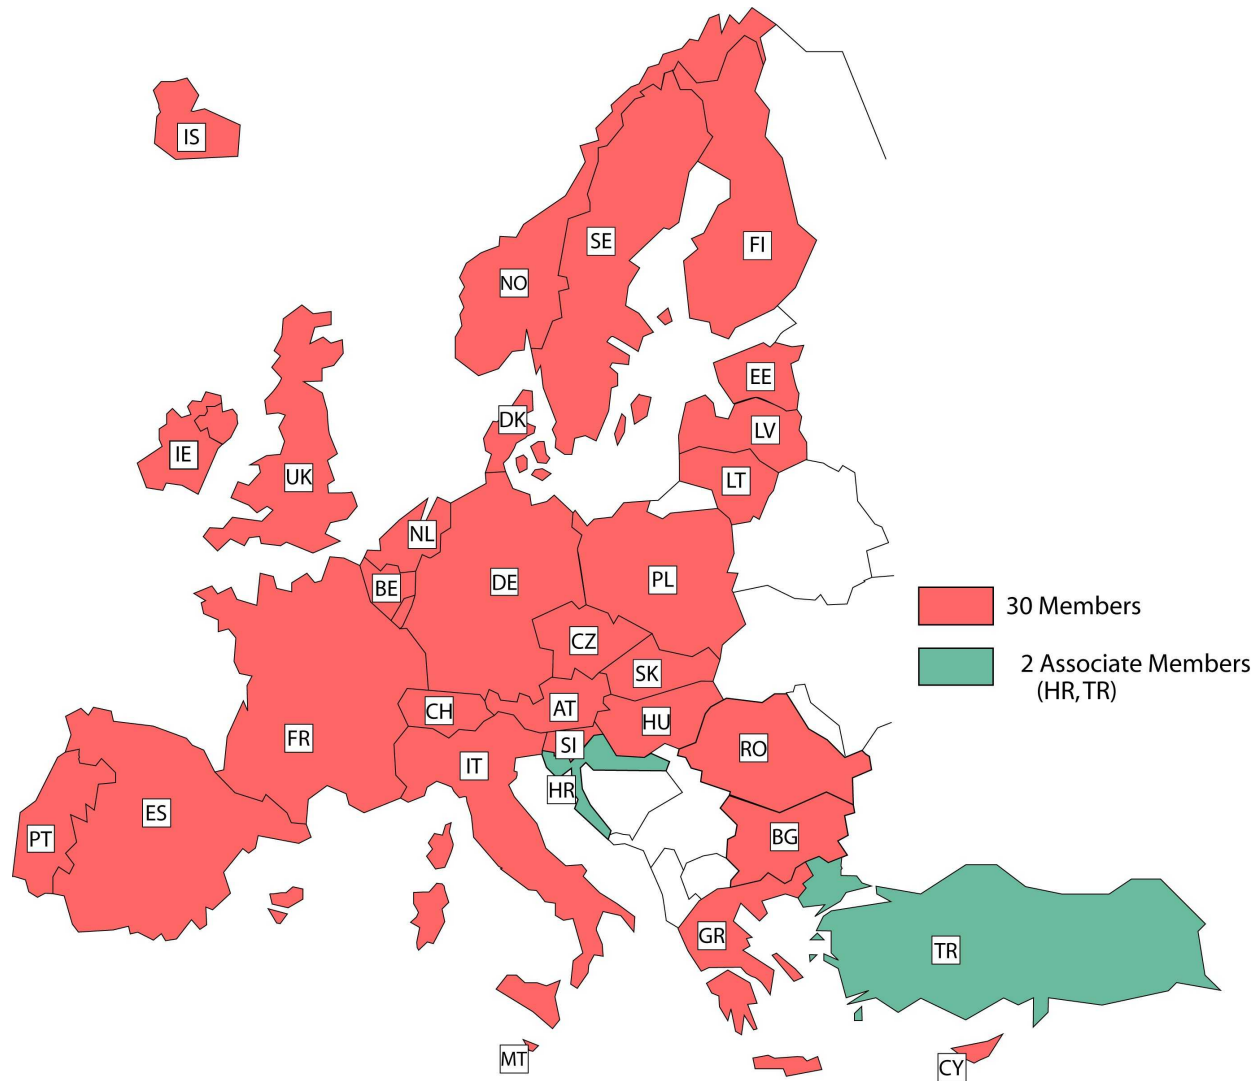 IS
SE
FI
NO
EE
DK
LV
IE
UK
LT
NL
BE
DE
PL
30 Members
CZ
2 Associate Members
(HR, TR)
SK
CH
AT
HU
FR
SI
RO
IT
HR
ES
PT
BG
GR
TR
MT
CY